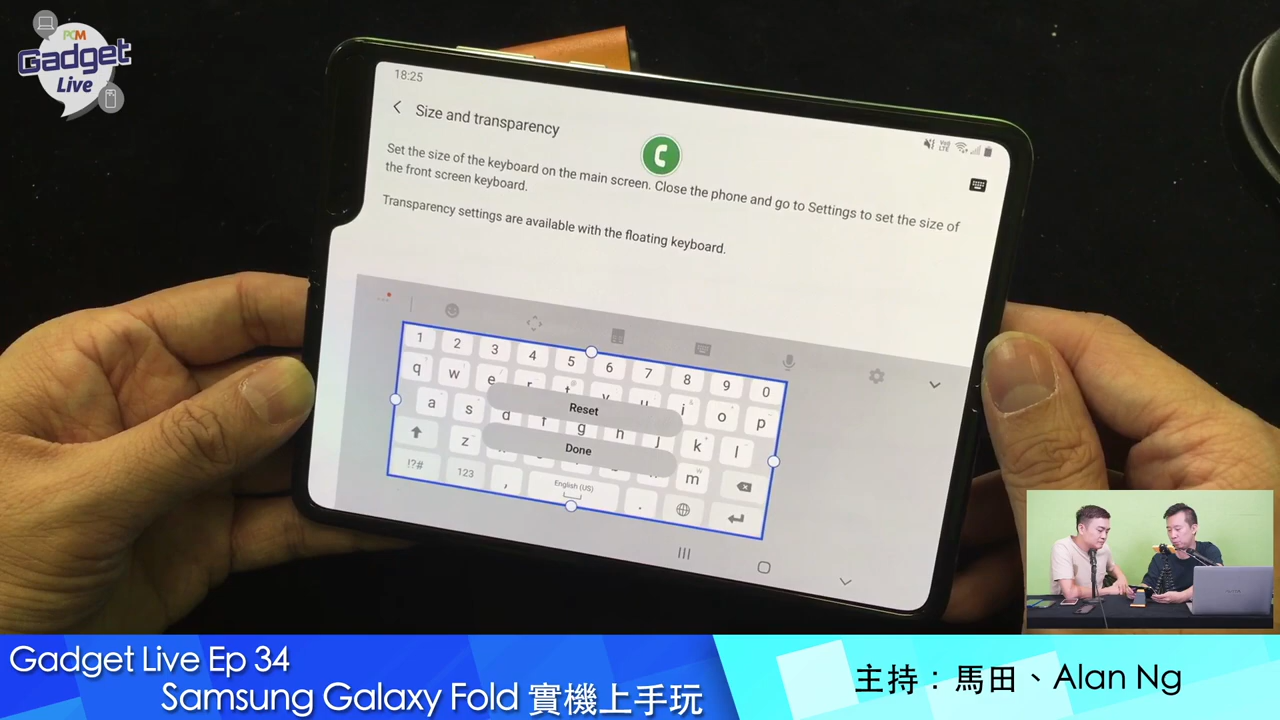 PCM
Gadget
Live
18:25
Size and transparency
Set the size of the keyboard on the main screen. Close the phone and go to Settings to set the size of
the front screen keyboard.
Transparency settings are available with the floating keyboard.
1 2 3 4 5 6 7 8 9 0
q w e r t y u i o p
Reset
a s d f g h j k l
Done
z m
!?# 123 , English (US) .
Gadget Live Ep 34
Samsung Galaxy Fold 實機上手玩
主持：馬田、Alan Ng